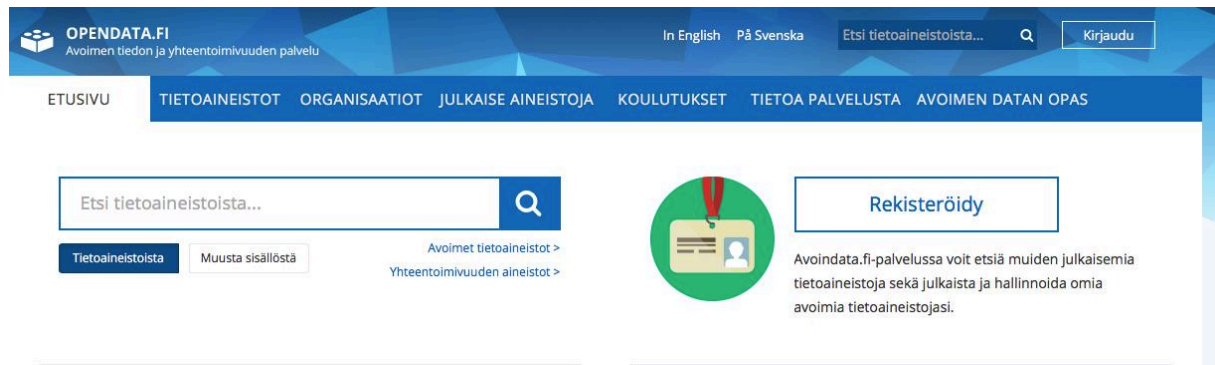 OPENDATA.FI
Avoimen tiedon ja yhteentoimivuuden palvelu
In English På Svenska Etsi tietoaineistoista... Kirjaudu
ETUSIVU TIETOAINEISTOT ORGANISAATIOT JULKAISE AINEISTOJA KOULUTUKSET TIETOA PALVELUSTA AVOIMEN DATAN OPAS
Etsi tietoaineistoista...
Tietoaineistoista Muusta sisällöstä
Avoimet tietoaineistot >
Yhteentoimivuuden aineistot >
Rekisteröidy
Avoindata.fi-palvelussa voit etsiä muiden julkaisemia
tietoaineistoja sekä julkaista ja hallinnoida omia
avoimia tietoaineistojasi.